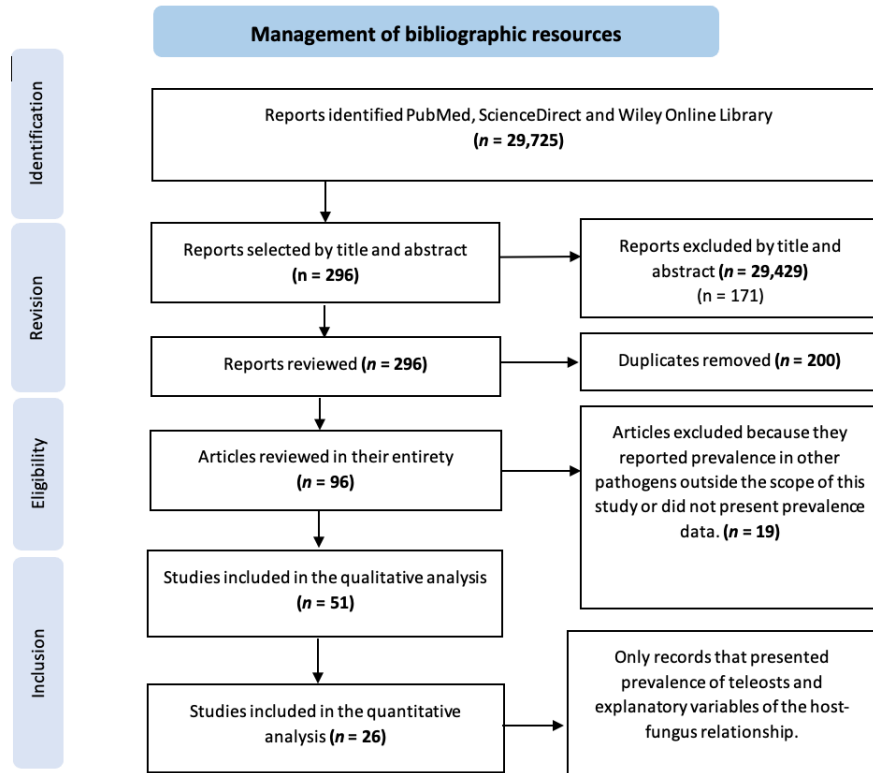 Management of bibliographic resources
Identification
Reports identified PubMed, ScienceDirect and Wiley Online Library
(n = 29,725)
Revision
Reports selected by title and abstract
(n = 296)
Reports excluded by title and
abstract (n = 29,429)
(n = 171)
Reports reviewed (n = 296)
Duplicates removed (n = 200)
Eligibility
Articles reviewed in their entirety
(n = 96)
Articles excluded because they
reported prevalence in other
pathogens outside the scope of this
study or did not present prevalence
data. (n = 19)
Inclusion
Studies included in the qualitative analysis
(n = 51)
Studies included in the quantitative
analysis (n = 26)
Only records that presented
prevalence of teleosts and
explanatory variables of the host-
fungus relationship.